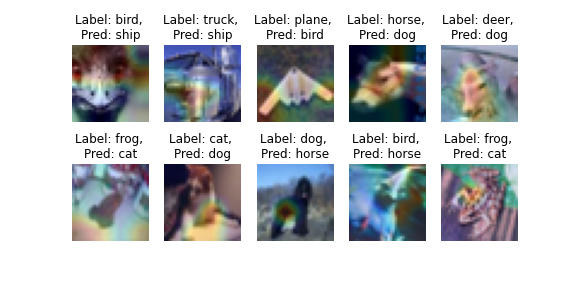 Label: bird,
Pred: ship
Label: truck,
Pred: ship
Label: plane,
Pred: bird
Label: horse,
Pred: dog
Label: deer,
Pred: dog
Label: frog,
Pred: cat
Label: cat,
Pred: dog
Label: dog,
Pred: horse
Label: bird,
Pred: horse
Label: frog,
Pred: cat